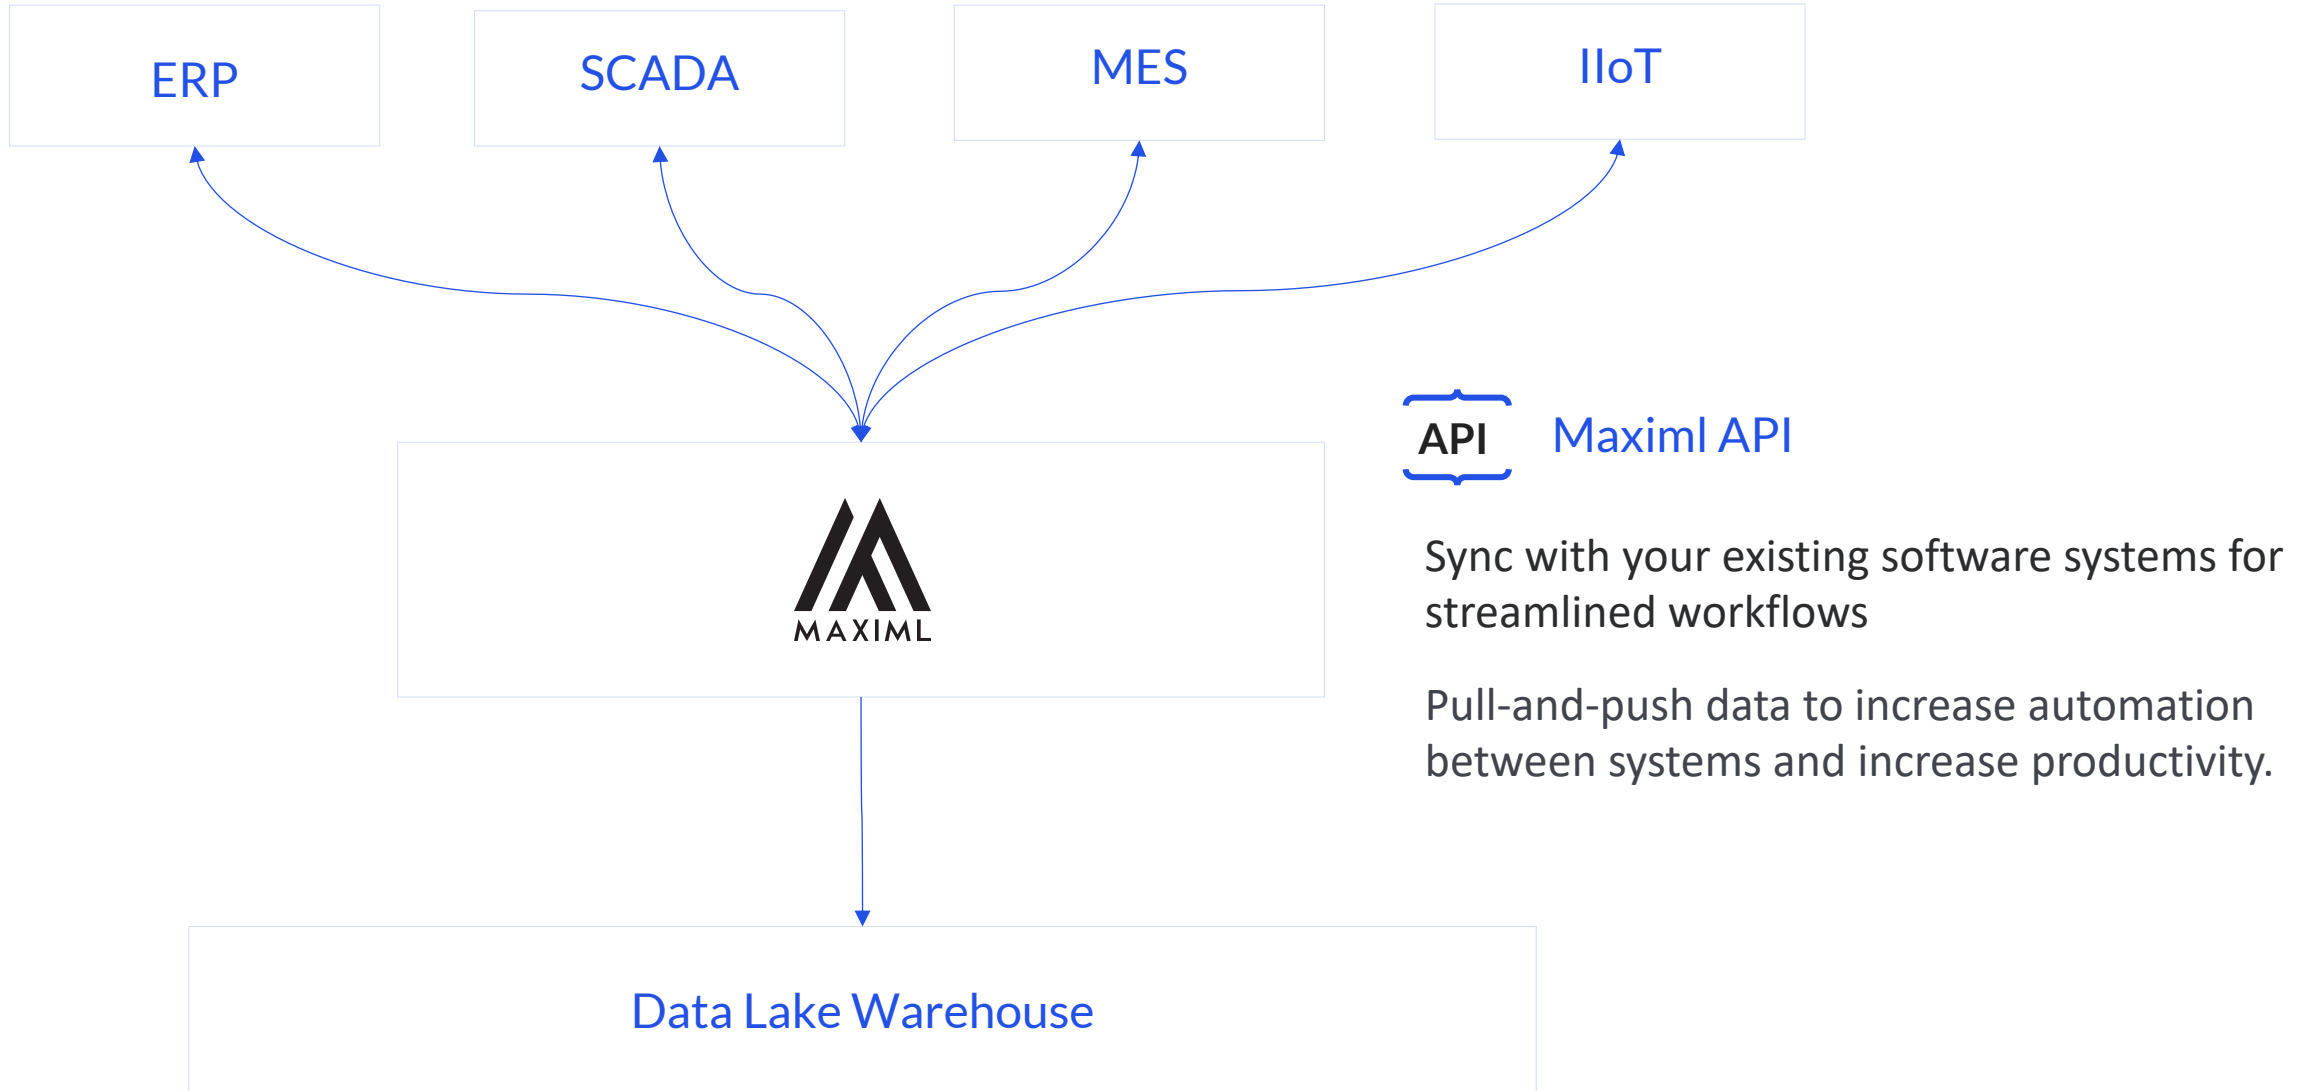 ERP
SCADA
MES
IIoT
API
Maximl API
MAXIML
Sync with your existing software systems for
streamlined workflows
Pull-and-push data to increase automation
between systems and increase productivity.
Data Lake Warehouse